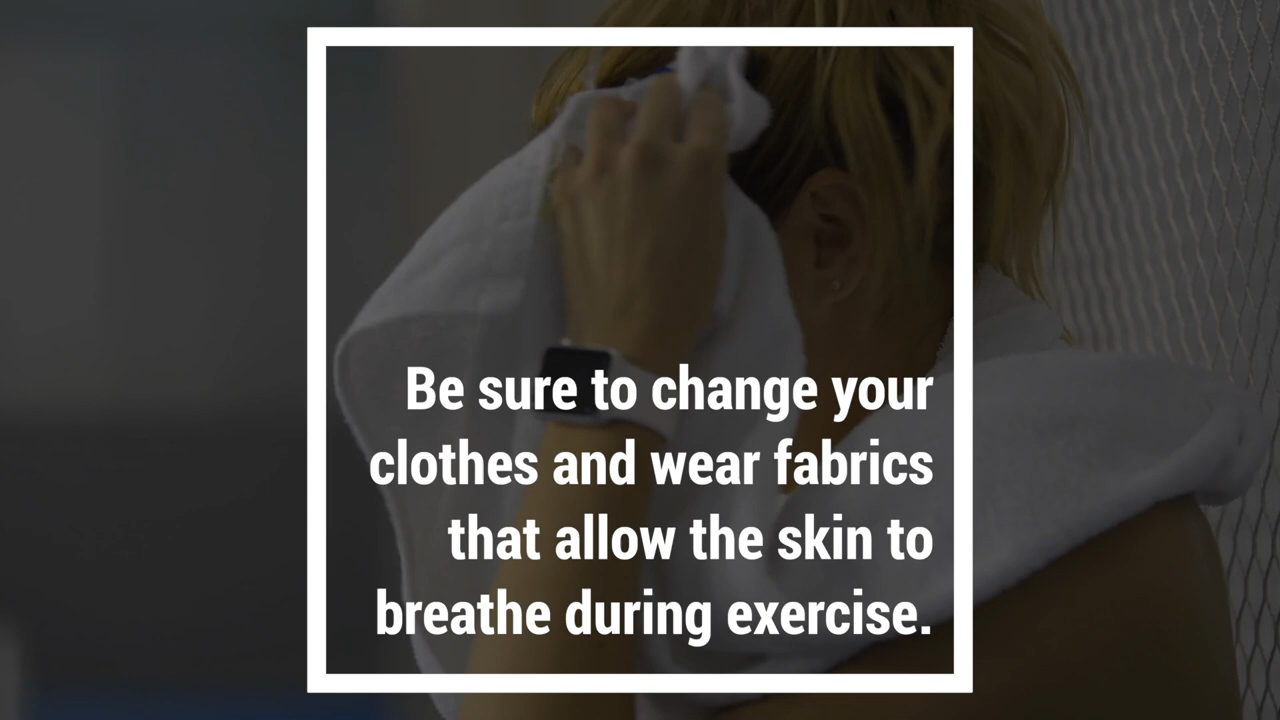 Be sure to change your
clothes and wear fabrics
that allow the skin to
breathe during exercise.